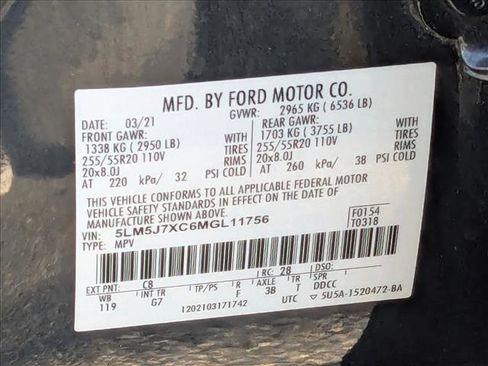 MFD. BY FORD MOTOR CO.
DATE: 03/21 GVWR: 2965 KG ( 6536 LB)
FRONT GAWR: REAR GAWR:
1338 KG ( 2950 LB) WITH 1703 KG ( 3755 LB) WITH
255/55R20 110V TIRES 255/55R20 110V TIRES
20x8.0J RIMS 20x8.0J RIMS
AT 220 kPa/ 32 PSI COLD AT 260 kPa/ 38 PSI COLD
THIS VEHICLE CONFORMS TO ALL APPLICABLE FEDERAL MOTOR
VEHICLE SAFETY STANDARD IN EFFECT ON THE DATE OF
MANUFACTURE SHOWN ABOVE.
VIN: 5LM5J7XC6MGL11756 F0154
TYPE: MPV T0318
EXT PNT: C8 RC: 28 DSO:
WB INT TR TP/PS R AXLE TR
119 G7 F 3B T DDCC
1202103171742 UTC ▽ 5U5A-1520472-BA